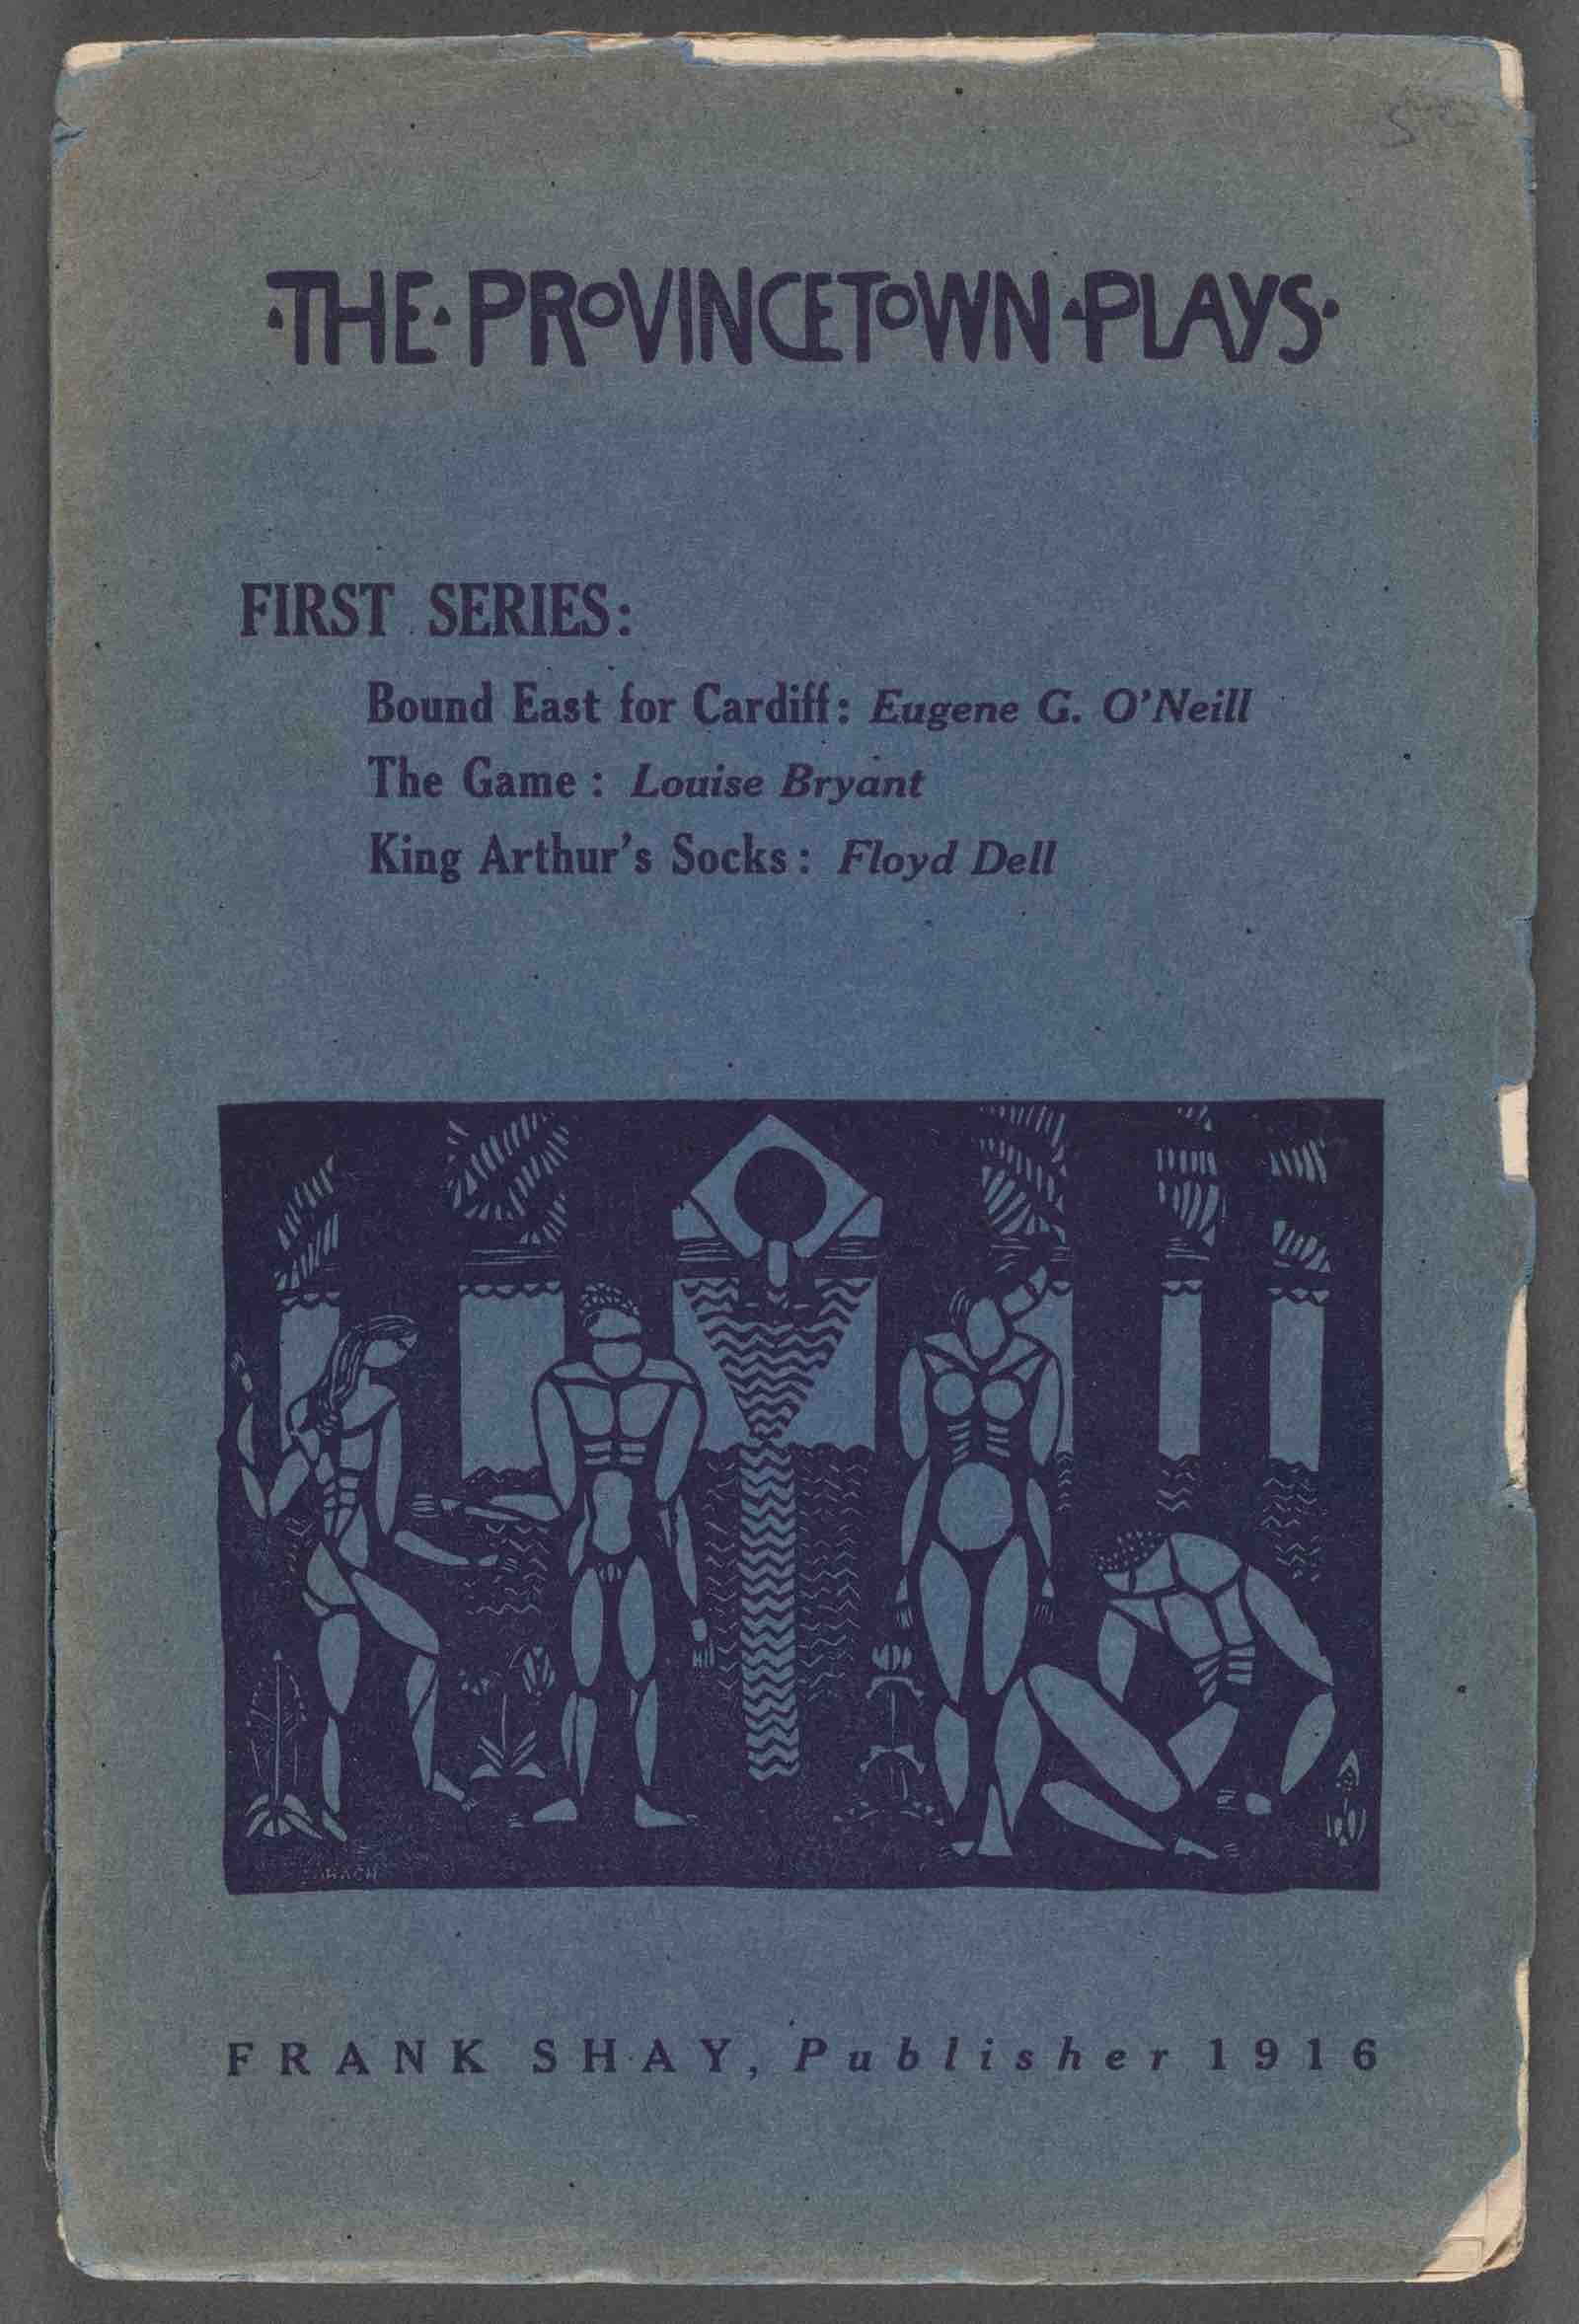 ·THE· PROVINCETOWN ·PLAYS·
FIRST SERIES:
Bound East for Cardiff: Eugene G. O'Neill
The Game : Louise Bryant
King Arthur's Socks: Floyd Dell
FRANK SHAY, Publisher 1916